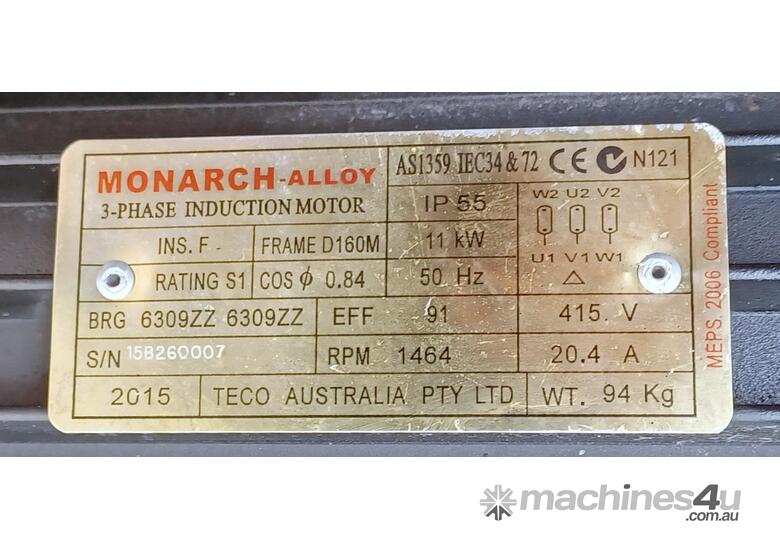 MONARCH-ALLOY
3-PHASE INDUCTION MOTOR
AS1359 IEC34 & 72 CE N121
IP 55
W2 U2 V2
INS. F
FRAME D160M
11 kW
U1 V1 W1
RATING S1
COS ϕ 0.84
50 Hz
△
BRG 6309ZZ 6309ZZ
EFF 91
415. V
S/N 15B260007
RPM 1464
20.4 A
2015
TECO AUSTRALIA PTY LTD
WT. 94 Kg
MEPS 2006 Compliant
machines4u
.com.au